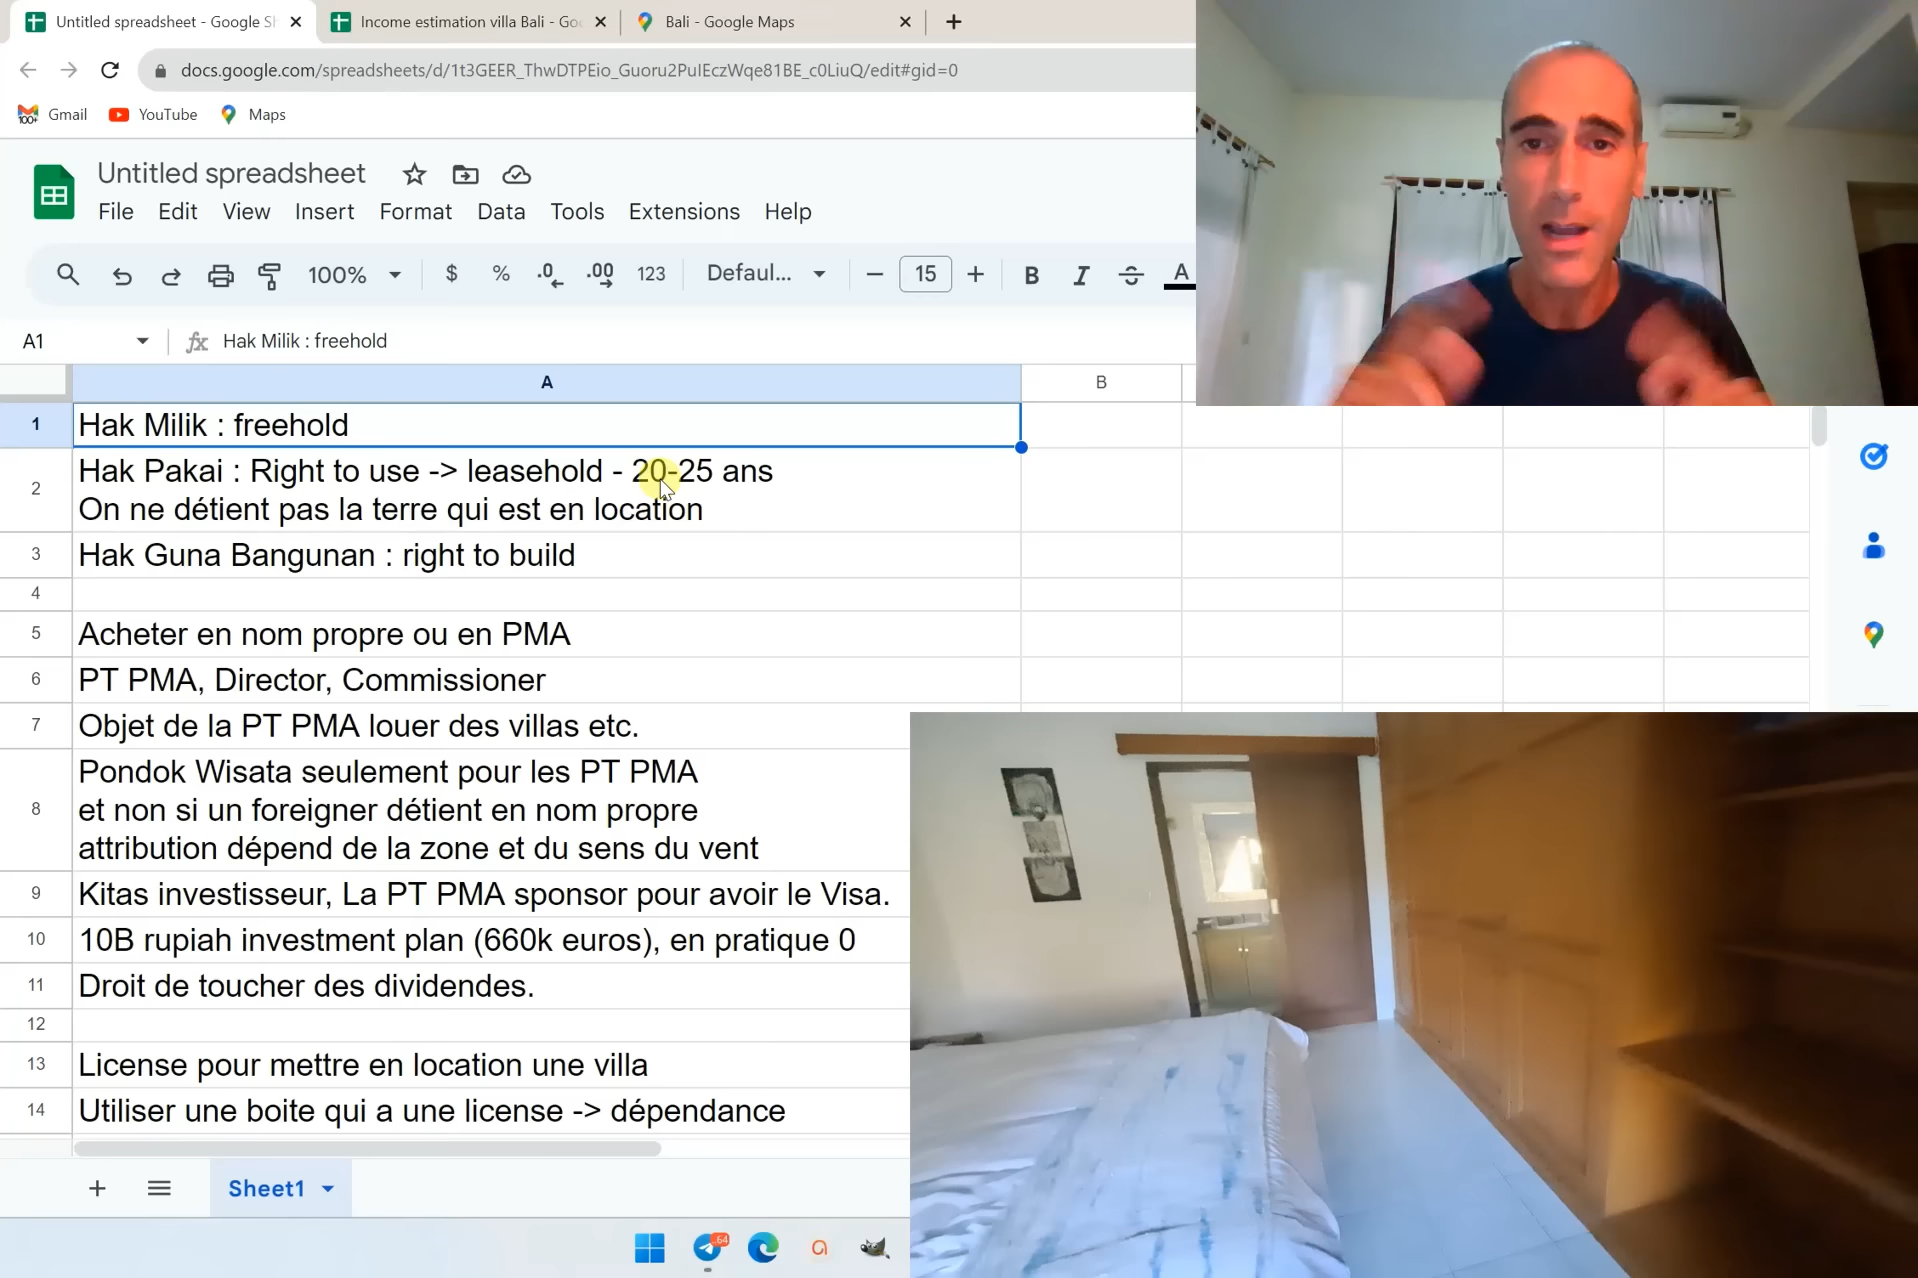 Untitled spreadsheet - Google Sh
Income estimation villa Bali - Goo
Bali - Google Maps
docs.google.com/spreadsheets/d/1t3GEER_ThwDTPEio_Guoru2PuIEczWqe81BE_c0LiuQ/edit#gid=0
Gmail
YouTube
Maps
Untitled spreadsheet
File Edit View Insert Format Data Tools Extensions Help
100% $ % .0 .00 123 Defaul... − 15 + B I S A
A1 fx Hak Milik : freehold
A B
1 Hak Milik : freehold
2 Hak Pakai : Right to use -> leasehold - 20-25 ans
On ne détient pas la terre qui est en location
3 Hak Guna Bangunan : right to build
4
5 Acheter en nom propre ou en PMA
6 PT PMA, Director, Commissioner
7 Objet de la PT PMA louer des villas etc.
8 Pondok Wisata seulement pour les PT PMA
et non si un foreigner détient en nom propre
attribution dépend de la zone et du sens du vent
9 Kitas investisseur, La PT PMA sponsor pour avoir le Visa.
10 10B rupiah investment plan (660k euros), en pratique 0
11 Droit de toucher des dividendes.
12
13 License pour mettre en location une villa
14 Utiliser une boite qui a une license -> dépendance
Sheet1